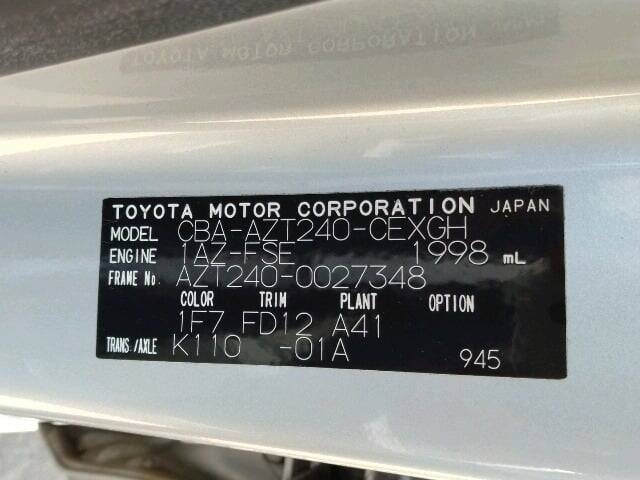 TOYOTA MOTOR CORPORATION JAPAN
MODEL CBA-AZT240-CEXGH
ENGINE 1AZ-FSE 1998 mL
FRAME No. AZT240-0027348
COLOR TRIM PLANT OPTION
1F7 FD12 A41
TRANS./AXLE K110 -01A 945